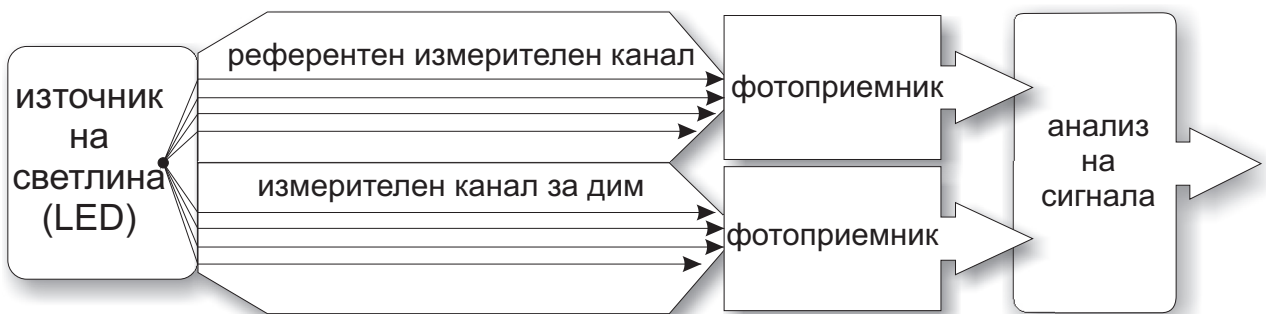 източник
на
светлина
(LED)
референтен измерителен канал
измерителен канал за дим
фотоприемник
фотоприемник
анализ
на
сигнала